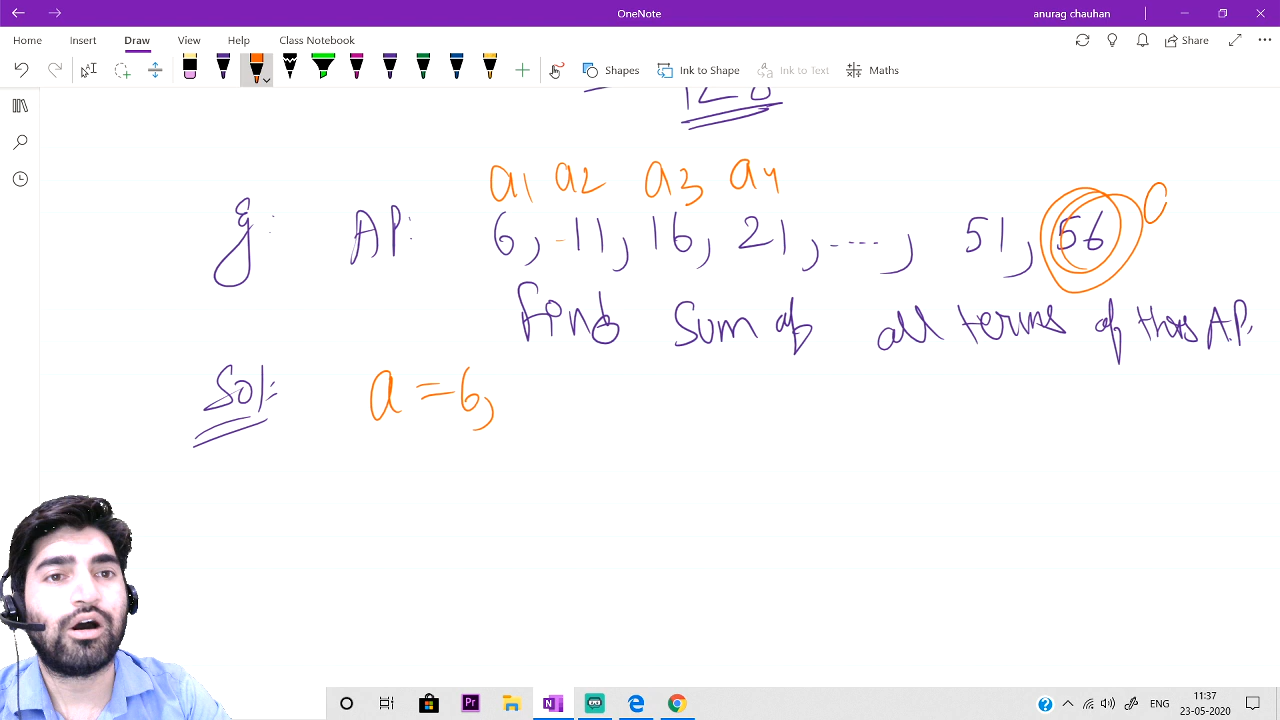 OneNote
anurag chauhan
Home Insert Draw View Help Class Notebook
Share
Shapes Ink to Shape Ink to Text Maths
a1 a2 a3 a4
AP: 6, -11, 16, 21, ...., 51, 56
find sum of all terms of this AP.
Sol: a = 6,
Pr
N
ENG
11:37
23-05-2020